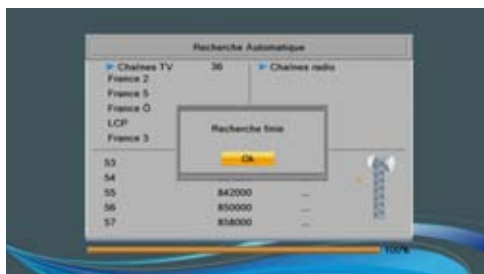 Recherche Automatique
Chaînes TV 36 Chaînes radio
France 2
France 5
France Ô
LCP
France 3
Recherche finie
Ok
53
54
55 842000 ...
56 850000 ...
57 858000 ...
100%